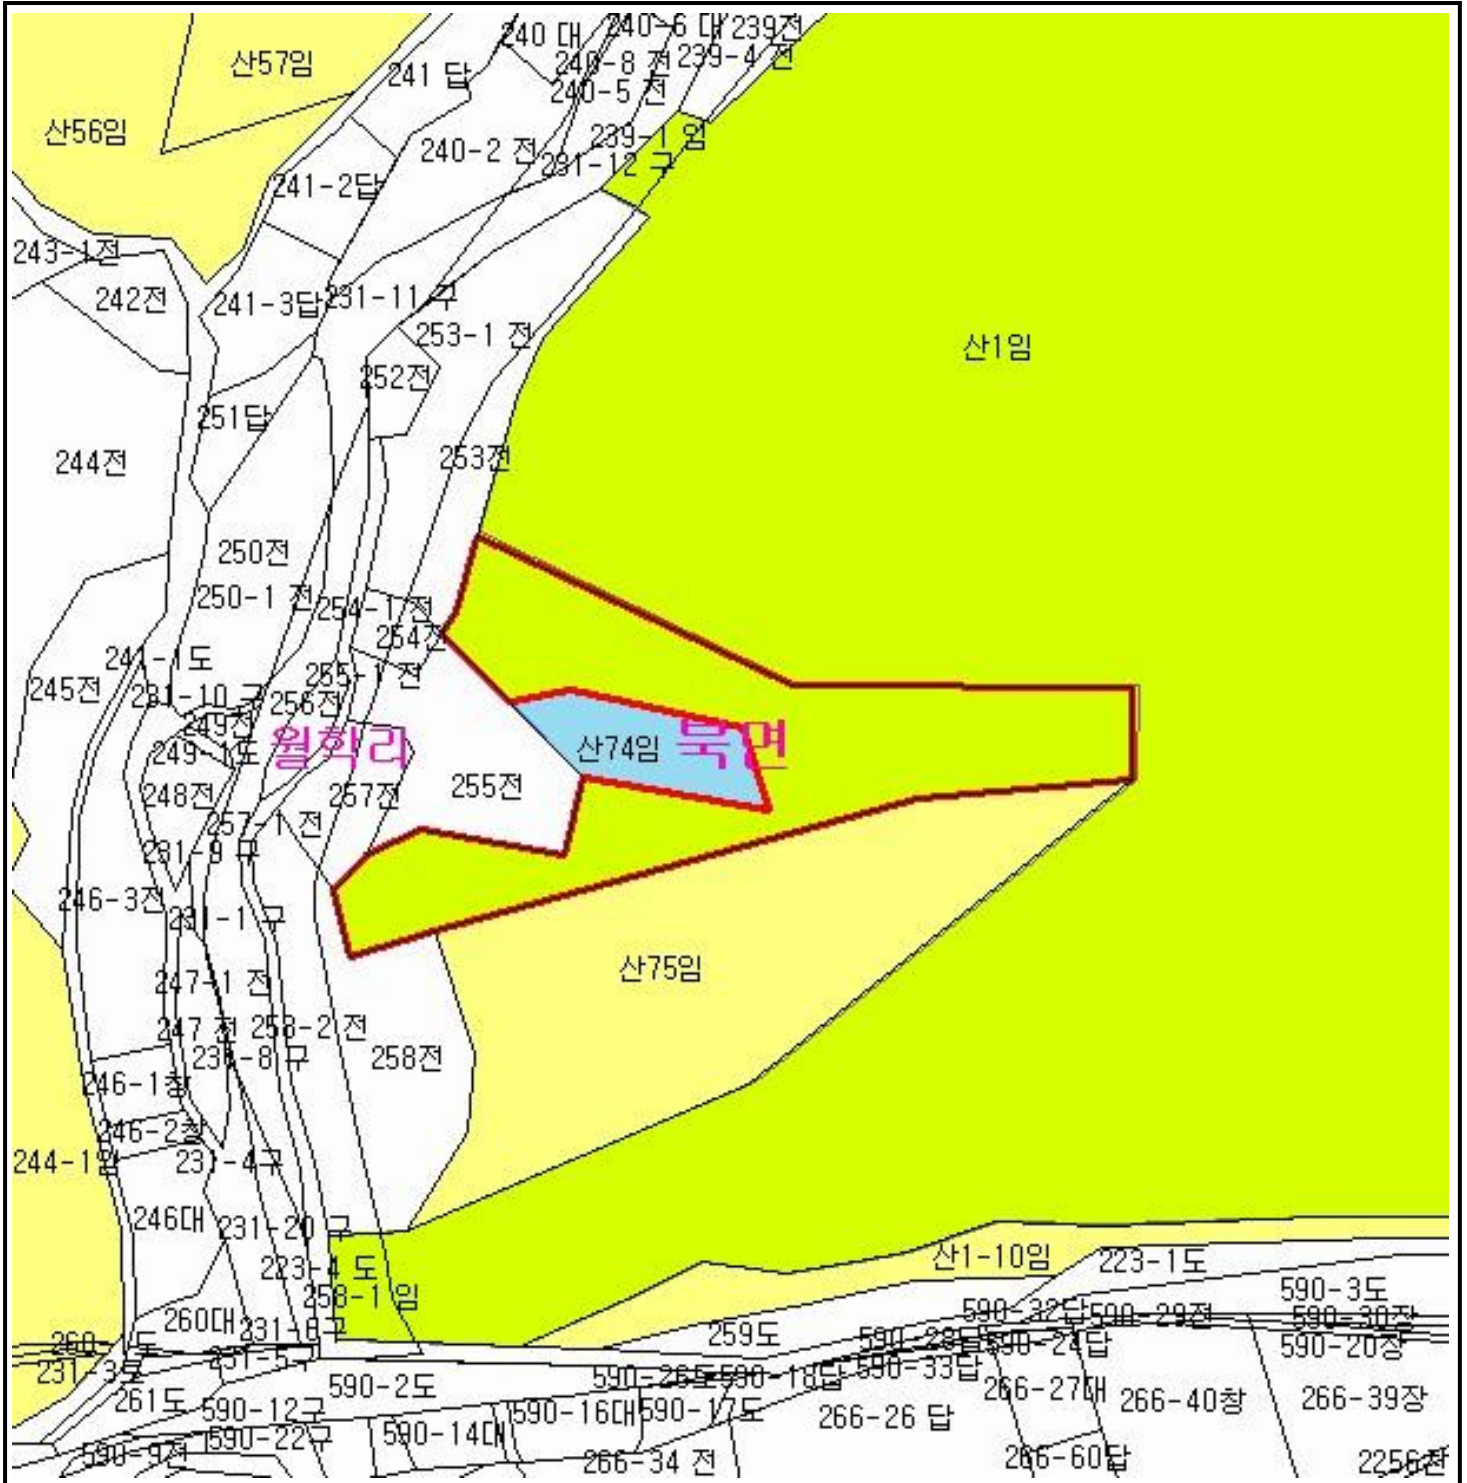 240 대
240-6 대
239전
산57임
241 답
240-8 전
239-4 전
240-5 전
산56임
240-2 전
239-1 임
231-12 구
241-2답
243-1전
242전
241-3답
231-11 구
253-1 전
산1임
252전
251답
244전
253전
250전
250-1 전
254-1 전
254전
241-1도
255-1 전
245전
231-10 구
256전
249전
249-1도
월학리
산74임
북면
248전
257전
255전
257-1 전
231-9 구
246-3전
231-1 구
산75임
247-1 전
247 전
258-2 전
231-8 구
258전
246-1창
246-2창
244-1임
231-4구
246대
231-20 구
223-4 도
산1-10임
223-1도
258-1 임
590-3도
260대
590-32답
590-29전
590-30장
259도
590-24답
590-20장
231-3도
590-33답
590-2도
590-18답
261도
590-12구
590-16대
590-17도
266-26 답
266-27대
266-40창
266-39장
590-22구
590-14대
590-9전
266-34 전
266-60답
2256전